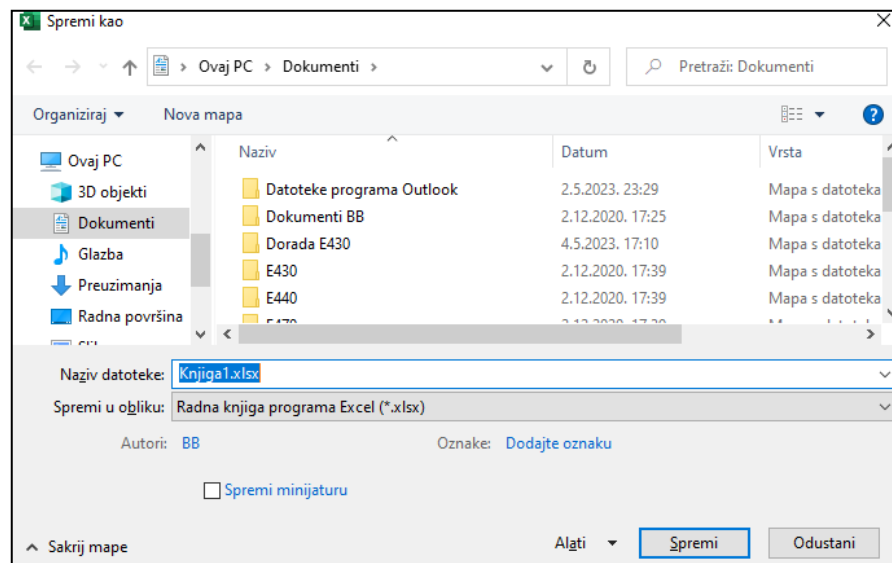 Spremi kao
Ovaj PC > Dokumenti >
Pretraži: Dokumenti
Organiziraj
Nova mapa
Ovaj PC
3D objekti
Dokumenti
Glazba
Preuzimanja
Radna površina
Naziv Datum Vrsta
Datoteke programa Outlook 2.5.2023. 23:29 Mapa s datoteka
Dokumenti BB 2.12.2020. 17:25 Mapa s datoteka
Dorada E430 4.5.2023. 17:10 Mapa s datoteka
E430 2.12.2020. 17:39 Mapa s datoteka
E440 2.12.2020. 17:39 Mapa s datoteka
Naziv datoteke: Knjiga1.xlsx
Spremi u obliku: Radna knjiga programa Excel (*.xlsx)
Autori: BB Oznake: Dodajte oznaku
Spremi minijaturu
Sakrij mape
Alati
Spremi
Odustani